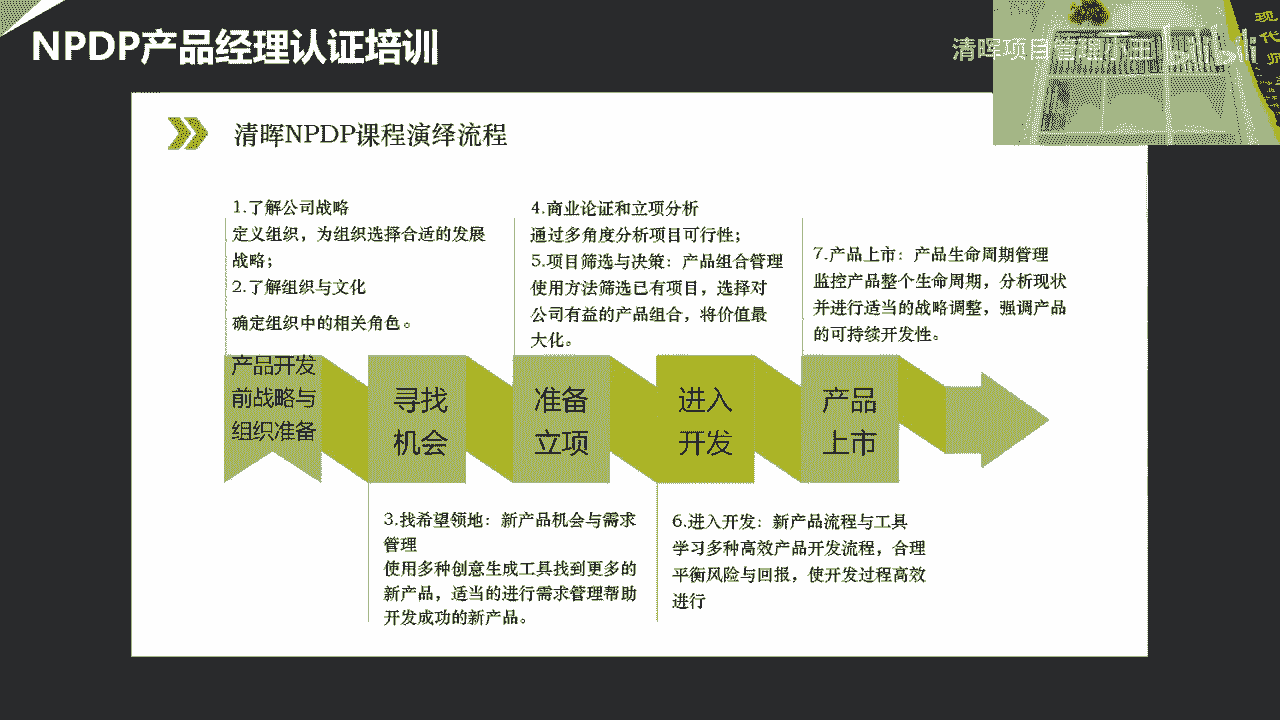 NPDP产品经理认证培训
清晖项目管理
现
代
清晖NPDP课程演绎流程
1.了解公司战略
定义组织，为组织选择合适的发展
战略；
2.了解组织与文化
确定组织中的相关角色。
4.商业论证和立项分析
通过多角度分析项目可行性；
5.项目筛选与决策：产品组合管理
使用方法筛选已有项目，选择对
公司有益的产品组合，将价值最
大化。
7.产品上市：产品生命周期管理
监控产品整个生命周期，分析现状
并进行适当的战略调整，强调产品
的可持续开发性。
产品开发
前战略与
组织准备
寻找
机会
准备
立项
进入
开发
产品
上市
3.找希望领地：新产品机会与需求
管理
使用多种创意生成工具找到更多的
新产品，适当的进行需求管理帮助
开发成功的新产品。
6.进入开发：新产品流程与工具
学习多种高效产品开发流程，合理
平衡风险与回报，使开发过程高效
进行